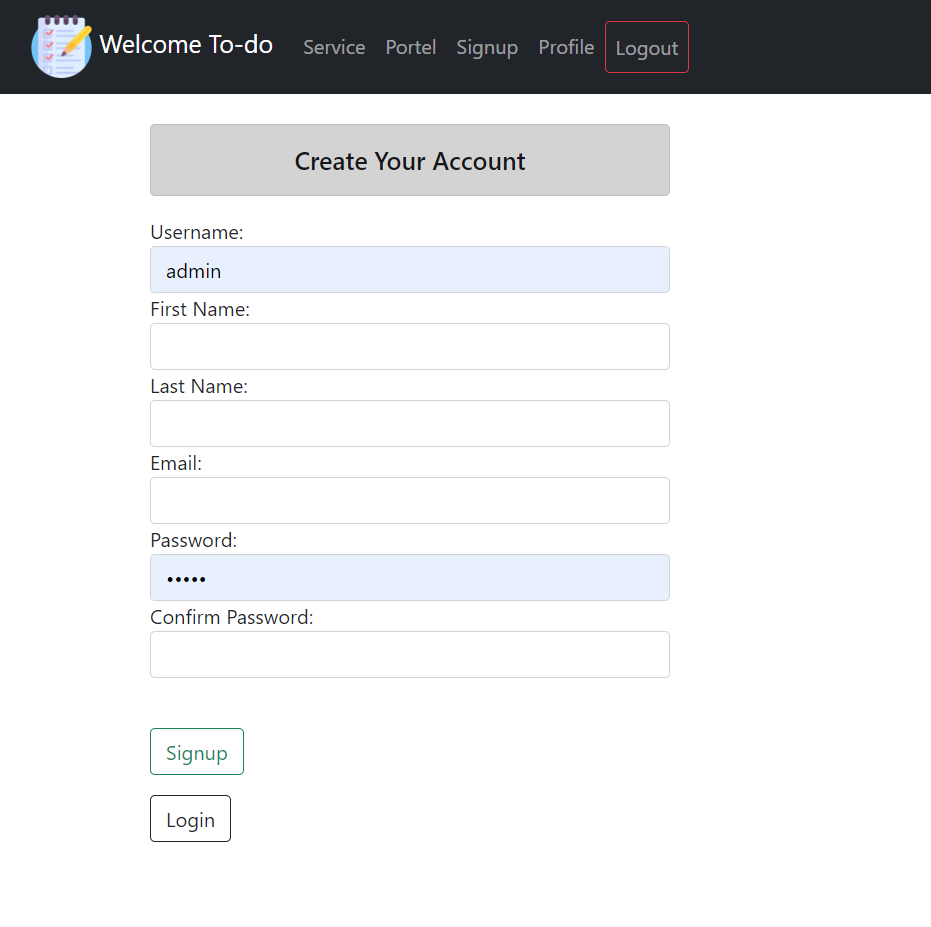 Welcome To-do Service Portel Signup Profile Logout
Create Your Account
Username:
admin
First Name:
Last Name:
Email:
Password:
•••••
Confirm Password:
Signup
Login